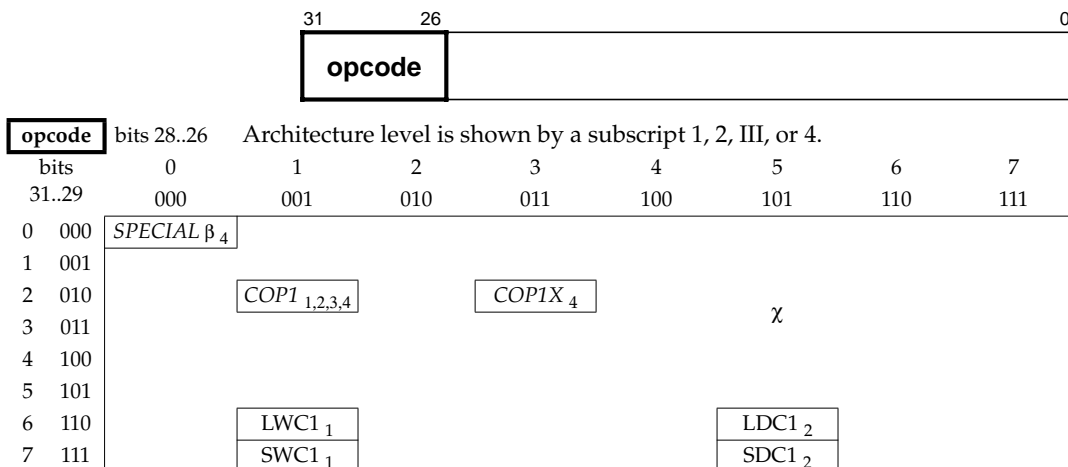 31 26 0
opcode
opcode bits 28..26 Architecture level is shown by a subscript 1, 2, III, or 4.
bits 0 1 2 3 4 5 6 7
31..29 000 001 010 011 100 101 110 111
0 000 SPECIAL β 4
1 001
2 010 COP1 1,2,3,4 COP1X 4
3 011 χ
4 100
5 101
6 110 LWC1 1 LDC1 2
7 111 SWC1 1 SDC1 2